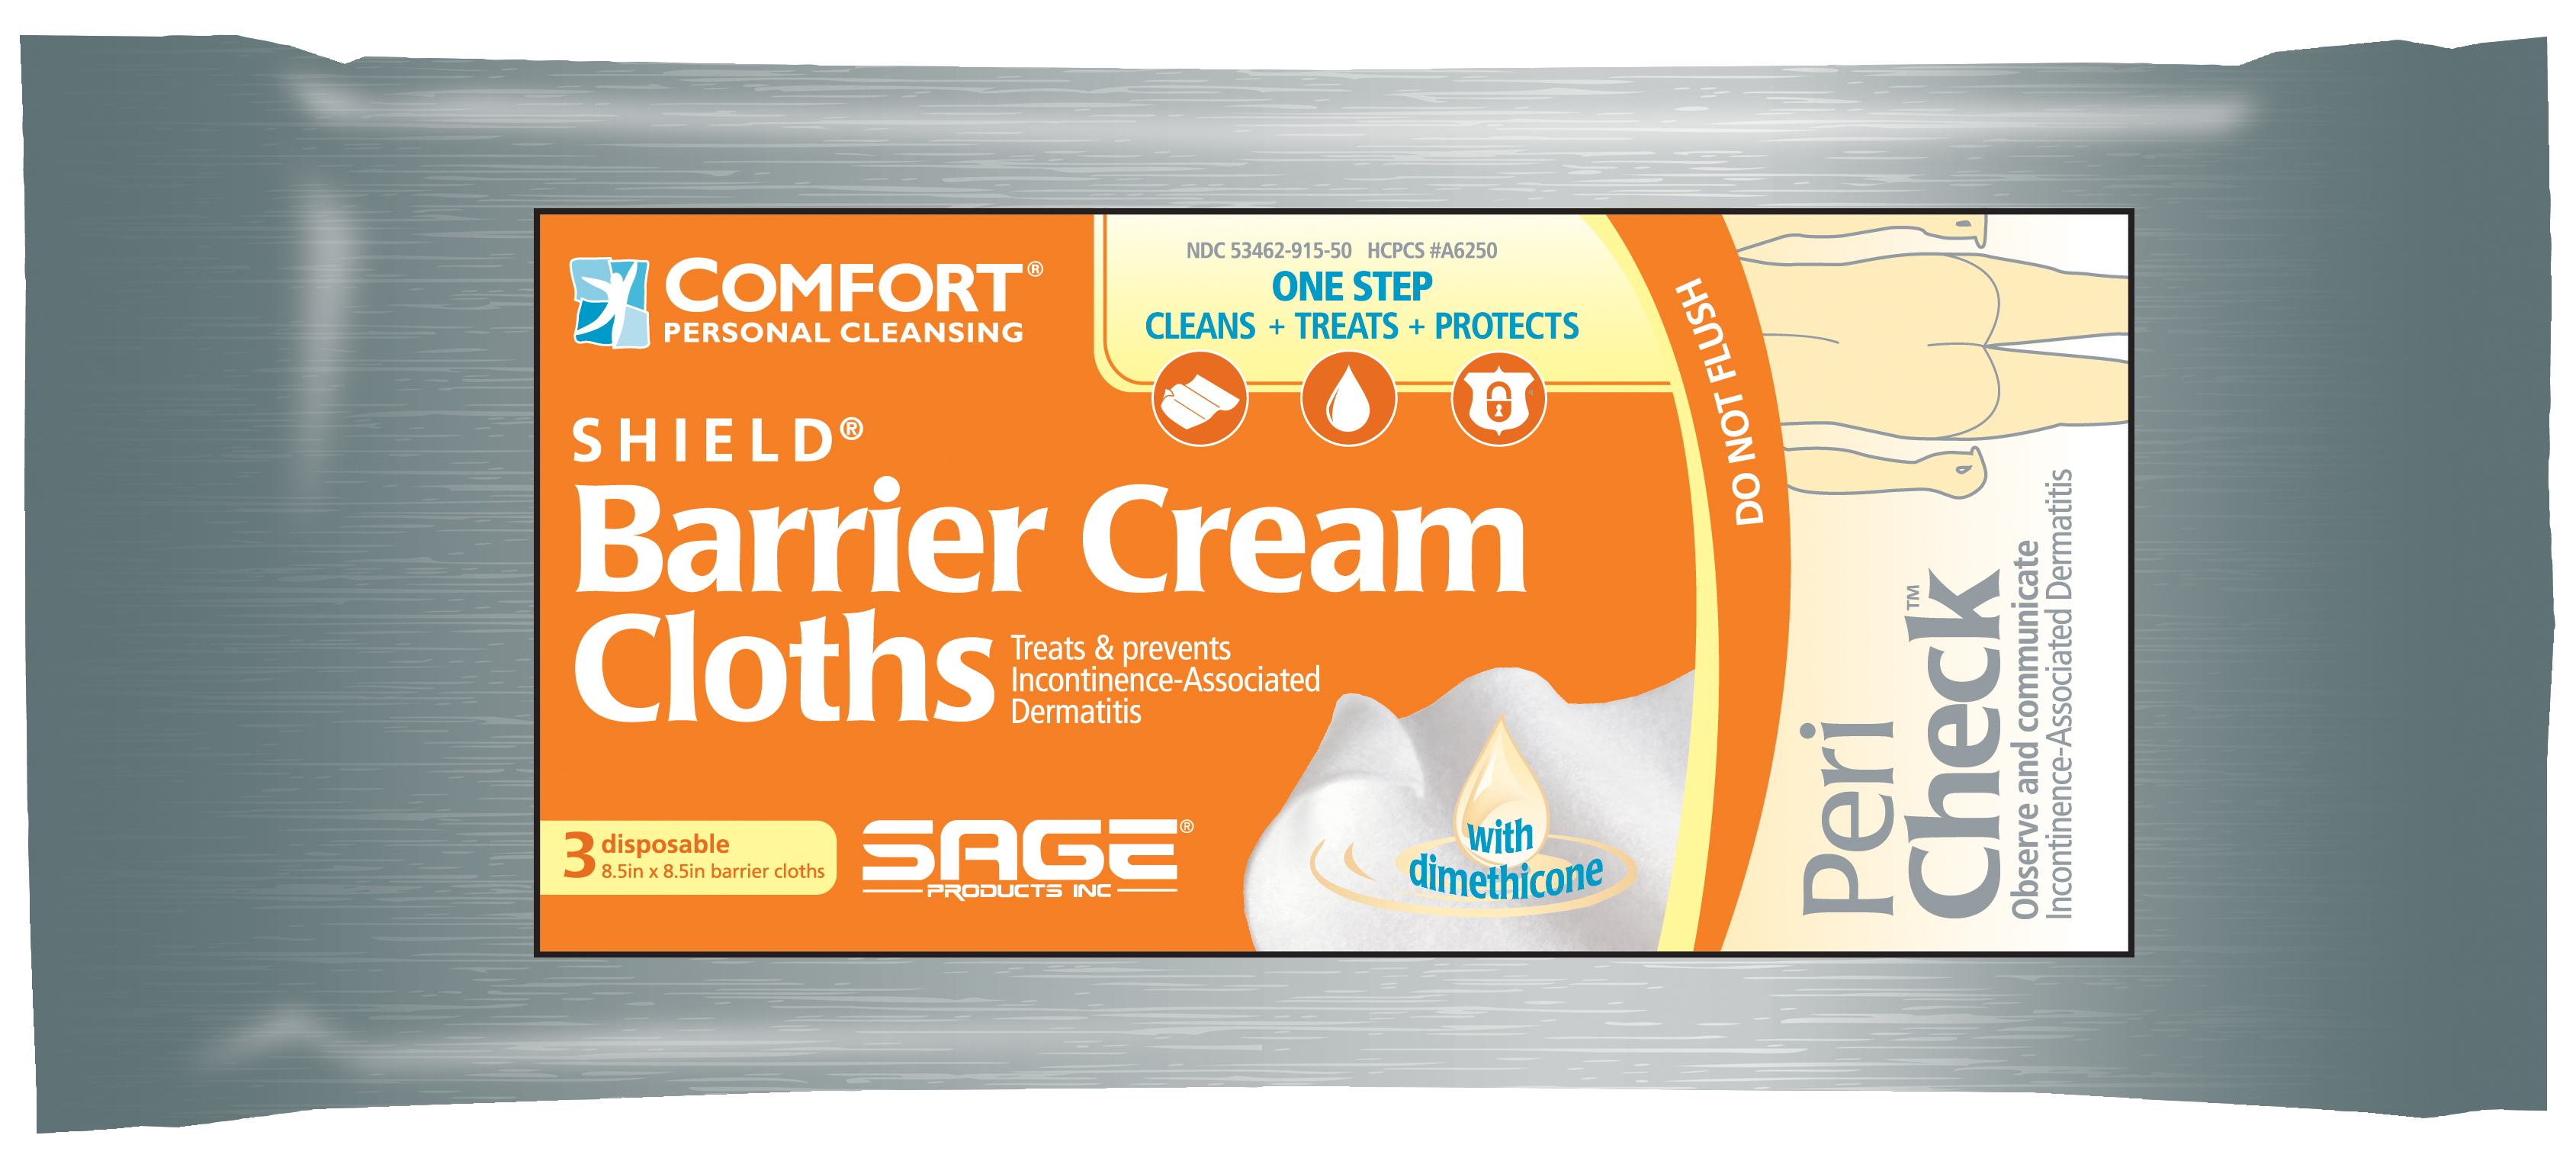 COMFORT®
PERSONAL CLEANSING
NDC 53462-915-50 HCPCS #A6250
ONE STEP
CLEANS + TREATS + PROTECTS
SHIELD®
Barrier Cream
Cloths
Treats & prevents
Incontinence-Associated
Dermatitis
3 disposable
8.5in x 8.5in barrier cloths
SAGE®
PRODUCTS INC
with
dimethicone
DO NOT FLUSH
Peri
Check™
Observe and communicate
Incontinence-Associated Dermatitis